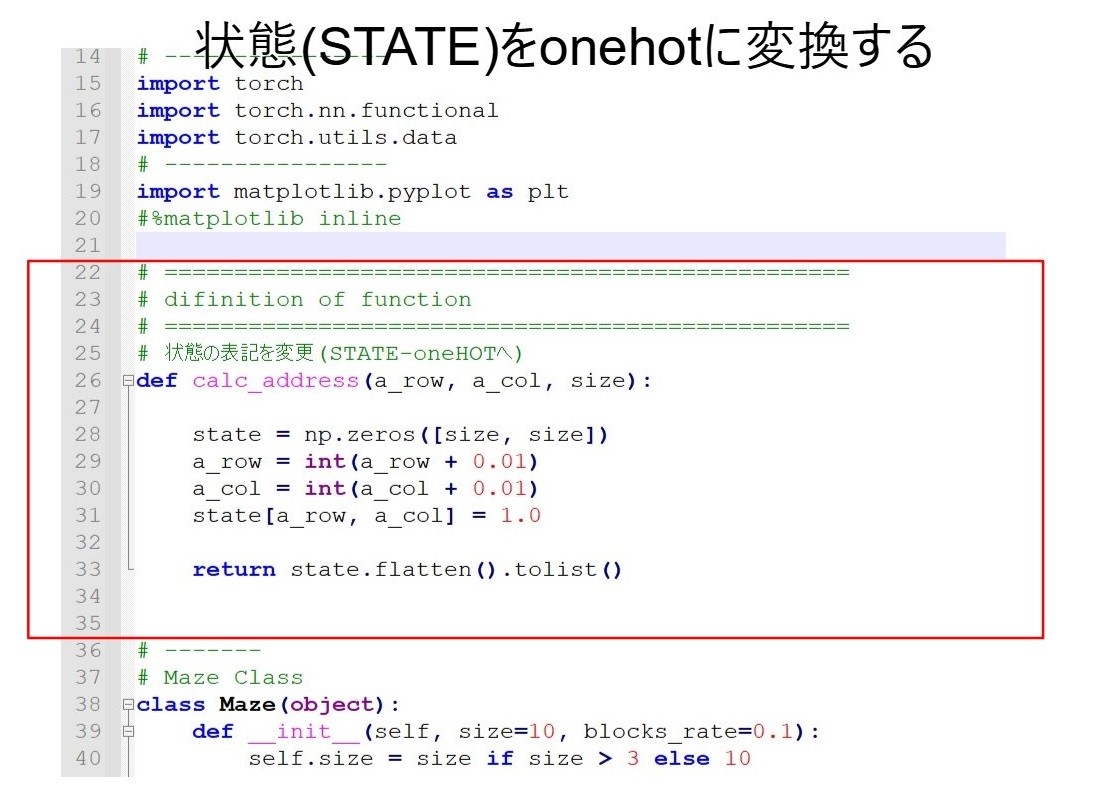 状態(STATE)をonehotに変換する
14 # ----------------
15 import torch
16 import torch.nn.functional
17 import torch.utils.data
18 # ----------------
19 import matplotlib.pyplot as plt
20 #%matplotlib inline
21
22 # =================================================
23 # difinition of function
24 # =================================================
25 # 状態の表記を変更(STATE-oneHOTへ)
26 def calc_address(a_row, a_col, size):
27
28     state = np.zeros([size, size])
29     a_row = int(a_row + 0.01)
30     a_col = int(a_col + 0.01)
31     state[a_row, a_col] = 1.0
32
33     return state.flatten().tolist()
34
35
36 # -------
37 # Maze Class
38 class Maze(object):
39     def __init__(self, size=10, blocks_rate=0.1):
40         self.size = size if size > 3 else 10